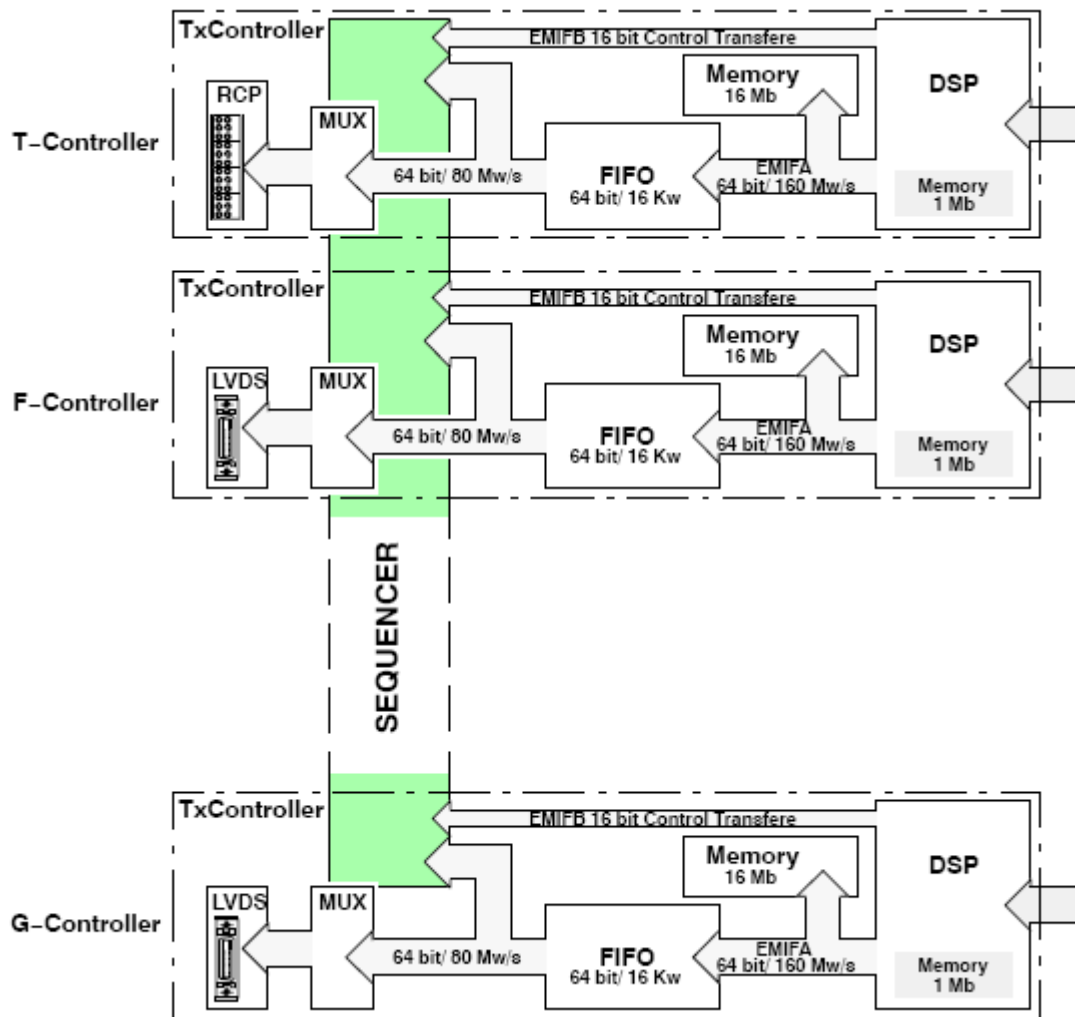 TxController
EMIFB 16 bit Control Transfere
RCP
MUX
Memory
16 Mb
DSP
T-Controller
64 bit/ 80 Mw/s
FIFO
64 bit/ 16 Kw
EMIFA
64 bit/ 160 Mw/s
Memory
1 Mb
TxController
EMIFB 16 bit Control Transfere
LVDS
MUX
Memory
16 Mb
DSP
F-Controller
64 bit/ 80 Mw/s
FIFO
64 bit/ 16 Kw
EMIFA
64 bit/ 160 Mw/s
Memory
1 Mb
SEQUENCER
TxController
EMIFB 16 bit Control Transfere
LVDS
MUX
Memory
16 Mb
DSP
G-Controller
64 bit/ 80 Mw/s
FIFO
64 bit/ 16 Kw
EMIFA
64 bit/ 160 Mw/s
Memory
1 Mb